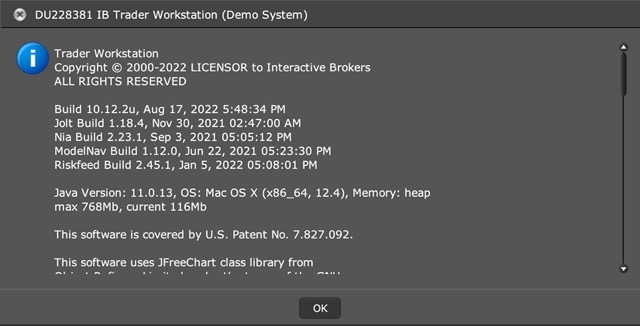 DU228381 IB Trader Workstation (Demo System)
Trader Workstation
Copyright © 2000-2022 LICENSOR to Interactive Brokers
ALL RIGHTS RESERVED
Build 10.12.2u, Aug 17, 2022 5:48:34 PM
Jolt Build 1.18.4, Nov 30, 2021 02:47:00 AM
Nia Build 2.23.1, Sep 3, 2021 05:05:12 PM
ModelNav Build 1.12.0, Jun 22, 2021 05:23:30 PM
Riskfeed Build 2.45.1, Jan 5, 2022 05:08:01 PM
Java Version: 11.0.13, OS: Mac OS X (x86_64, 12.4), Memory: heap
max 768Mb, current 116Mb
This software is covered by U.S. Patent No. 7.827.092.
This software uses JFreeChart class library from
OK